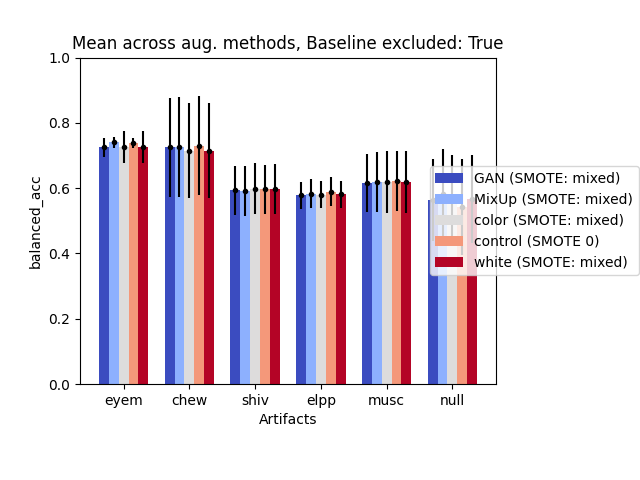 Mean across aug. methods, Baseline excluded: True
1.0
0.8
0.6
0.4
0.2
0.0
balanced_acc
GAN (SMOTE: mixed)
MixUp (SMOTE: mixed)
color (SMOTE: mixed)
control (SMOTE 0)
white (SMOTE: mixed)
eyem chew shiv elpp musc null
Artifacts